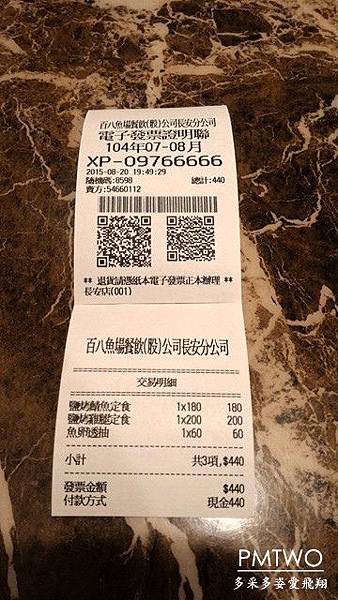 百八魚場餐飲(股)公司長安分公司
電子發票證明聯
104年07-08月
XP-09766666
2015-08-20 19:49:29
隨機碼:8598 總計:440
賣方:54660112
** 退貨請憑紙本電子發票正本辦理 **
長安店(001)
百八魚場餐飲(股)公司長安分公司
交易明細
鹽烤鯖魚定食 1x180 180
鹽烤雞腿定食 1x200 200
魚卵透抽 1x60 60
小計 共3項,$440
發票金額 $440
付款方式 現金440
PMTWO
多采多姿愛飛翔